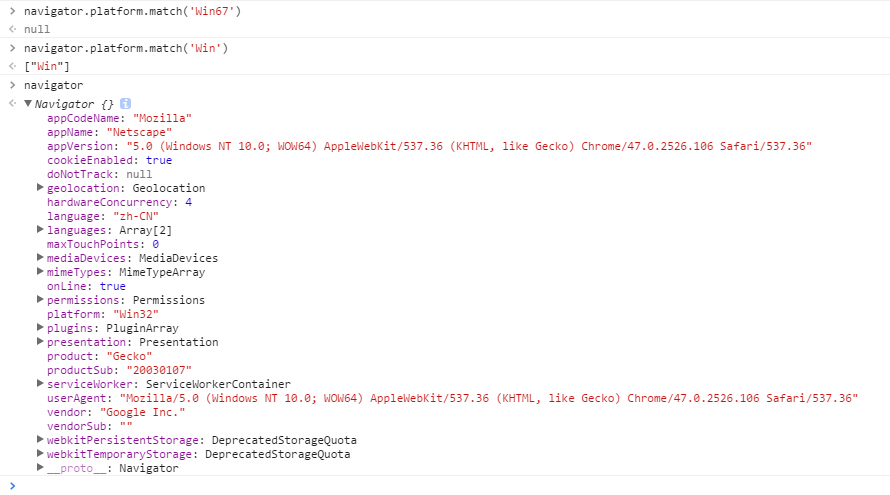 > navigator.platform.match('Win67')
null
> navigator.platform.match('Win')
["Win"]
> navigator
Navigator {} i
appCodeName: "Mozilla"
appName: "Netscape"
appVersion: "5.0 (Windows NT 10.0; WOW64) AppleWebKit/537.36 (KHTML, like Gecko) Chrome/47.0.2526.106 Safari/537.36"
cookieEnabled: true
doNotTrack: null
geolocation: Geolocation
hardwareConcurrency: 4
language: "zh-CN"
languages: Array[2]
maxTouchPoints: 0
mediaDevices: MediaDevices
mimeTypes: MimeTypeArray
onLine: true
permissions: Permissions
platform: "Win32"
plugins: PluginArray
presentation: Presentation
product: "Gecko"
productSub: "20030107"
serviceWorker: ServiceWorkerContainer
userAgent: "Mozilla/5.0 (Windows NT 10.0; WOW64) AppleWebKit/537.36 (KHTML, like Gecko) Chrome/47.0.2526.106 Safari/537.36"
vendor: "Google Inc."
vendorSub: ""
webkitPersistentStorage: DeprecatedStorageQuota
webkitTemporaryStorage: DeprecatedStorageQuota
__proto__: Navigator
>